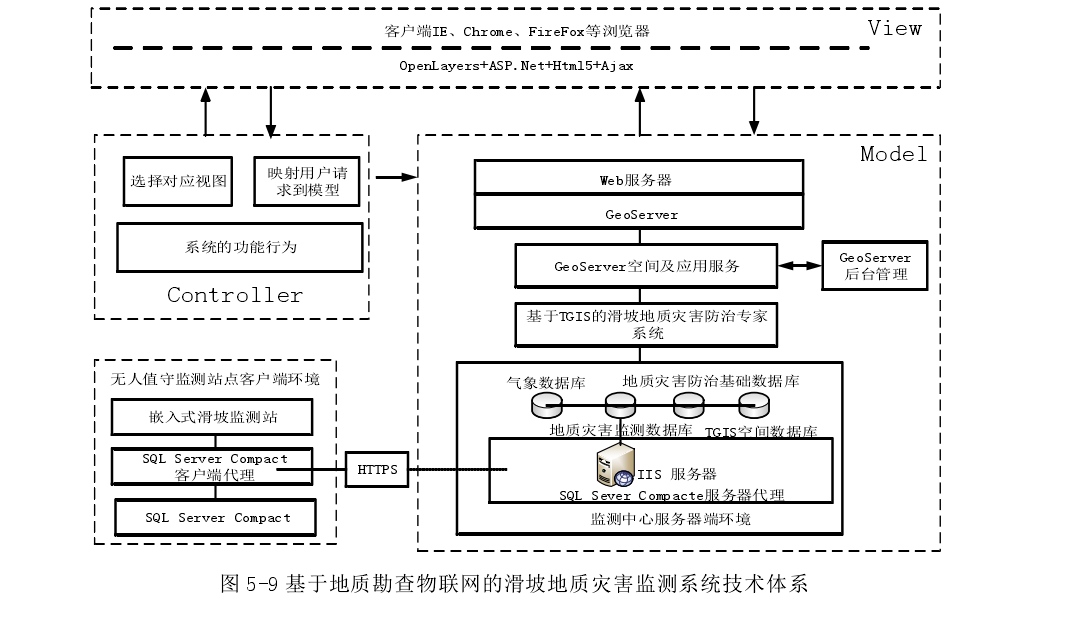 客户端IE、Chrome、FireFox等浏览器
View
OpenLayers+ASP.Net+Html5+Ajax
选择对应视图
映射用户请
求到模型
系统的功能行为
Controller
Model
Web服务器
GeoServer
GeoServer空间及应用服务
GeoServer
后台管理
基于TGIS的滑坡地质灾害防治专家
系统
无人值守监测站点客户端环境
嵌入式滑坡监测站
SQL Server Compact
客户端代理
SQL Server Compact
HTTPS
气象数据库
地质灾害防治基础数据库
地质灾害监测数据库
TGIS空间数据库
IIS 服务器
SQL Sever Compacte服务器代理
监测中心服务器端环境
图 5-9 基于地质勘查物联网的滑坡地质灾害监测系统技术体系